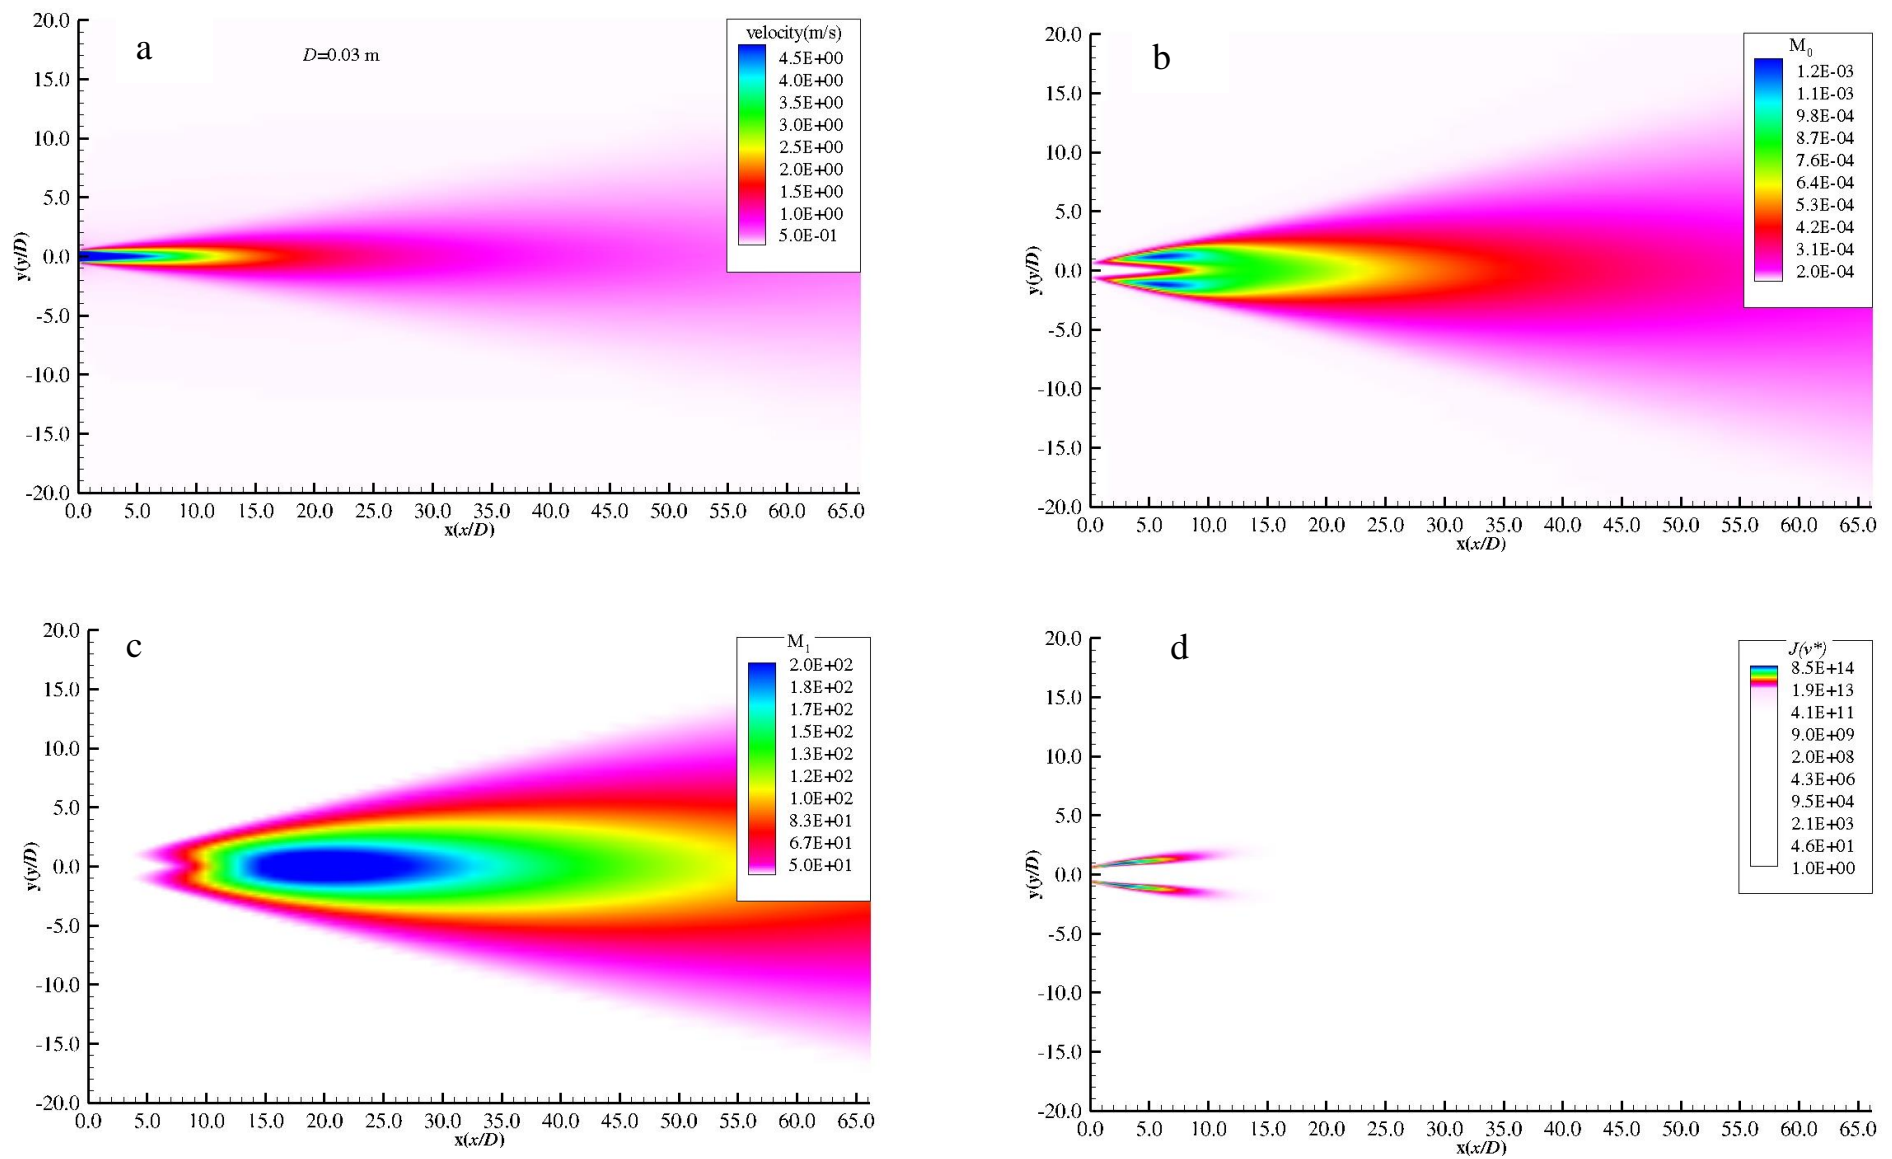 a
D=0.03 m
velocity(m/s)
4.5E+00
4.0E+00
3.5E+00
3.0E+00
2.5E+00
2.0E+00
1.5E+00
1.0E+00
5.0E-01
20.0
15.0
10.0
5.0
0.0
-5.0
-10.0
-15.0
-20.0
y(y/D)
0.0 5.0 10.0 15.0 20.0 25.0 30.0 35.0 40.0 45.0 50.0 55.0 60.0 65.0
x(x/D)
b
M0
1.2E-03
1.1E-03
9.8E-04
8.7E-04
7.6E-04
6.4E-04
5.3E-04
4.2E-04
3.1E-04
2.0E-04
20.0
15.0
10.0
5.0
0.0
-5.0
-10.0
-15.0
-20.0
y(y/D)
0.0 5.0 10.0 15.0 20.0 25.0 30.0 35.0 40.0 45.0 50.0 55.0 60.0 65.0
x(x/D)
c
M1
2.0E+02
1.8E+02
1.7E+02
1.5E+02
1.3E+02
1.2E+02
1.0E+02
8.3E+01
6.7E+01
5.0E+01
20.0
15.0
10.0
5.0
0.0
-5.0
-10.0
-15.0
-20.0
y(y/D)
0.0 5.0 10.0 15.0 20.0 25.0 30.0 35.0 40.0 45.0 50.0 55.0 60.0 65.0
x(x/D)
d
J(v*)
8.5E+14
1.9E+13
4.1E+11
9.0E+09
2.0E+08
4.3E+06
9.5E+04
2.1E+03
4.6E+01
1.0E+00
20.0
15.0
10.0
5.0
0.0
-5.0
-10.0
-15.0
-20.0
y(y/D)
0.0 5.0 10.0 15.0 20.0 25.0 30.0 35.0 40.0 45.0 50.0 55.0 60.0 65.0
x(x/D)